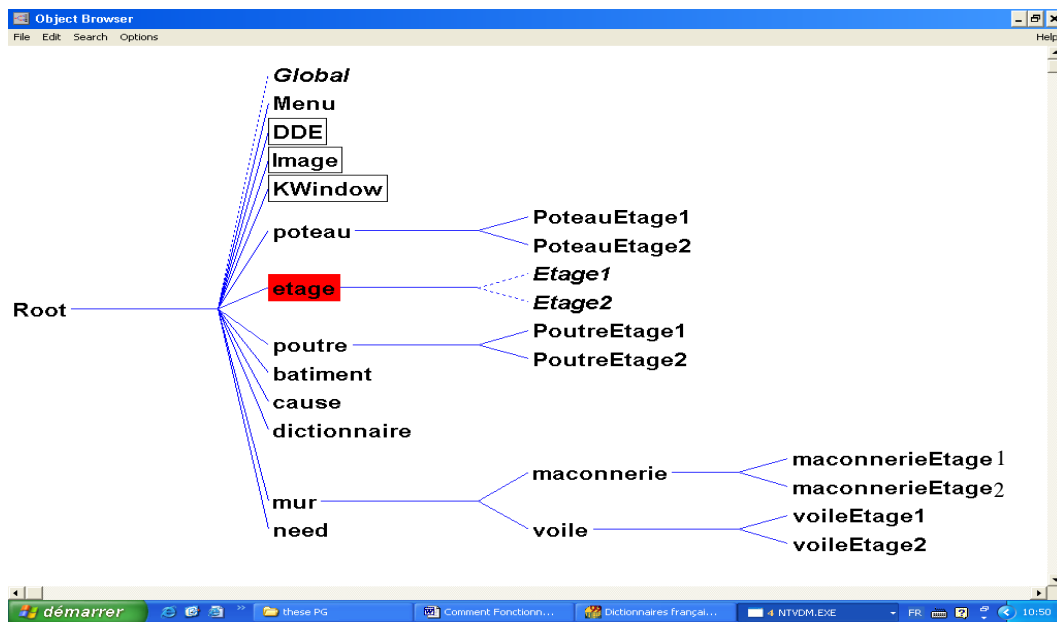 Object Browser
File Edit Search Options Help
Global
Menu
DDE
Image
KWindow
poteau
PoteauEtage1
PoteauEtage2
etage
Etage1
Etage2
Root
poutre
PoutreEtage1
PoutreEtage2
batiment
cause
dictionnaire
mur
maconnerie
maconnerieEtage1
maconnerieEtage2
voile
voileEtage1
voileEtage2
need
démarrer » these PG Comment Fonctionn... Dictionnaires françai... 4 NTVDM.EXE FR 10:50